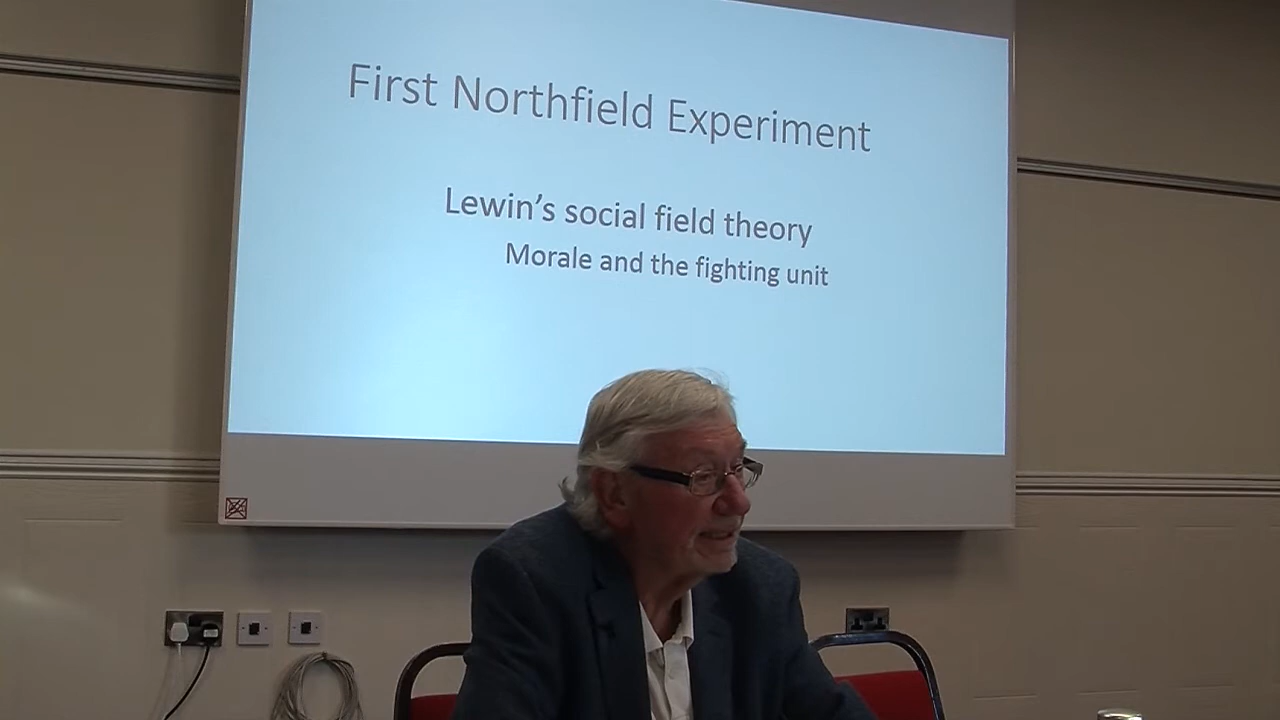 First Northfield Experiment
Lewin's social field theory
Morale and the fighting unit